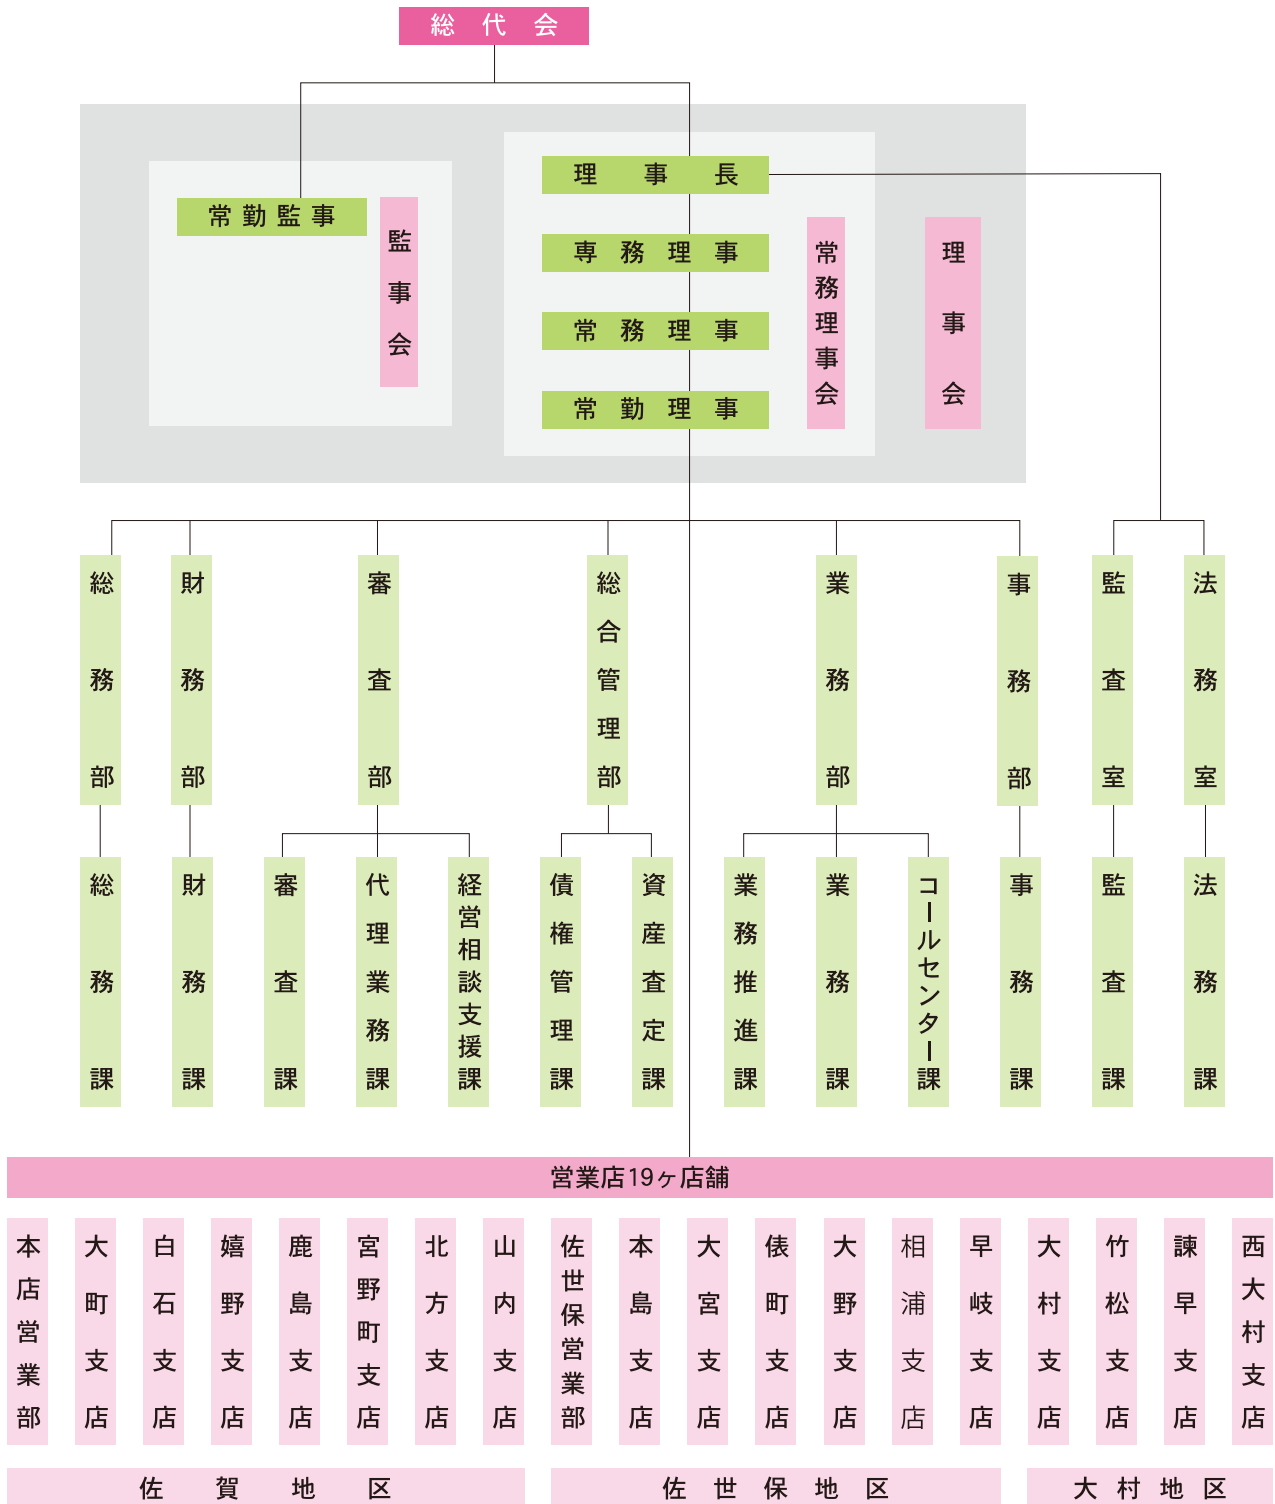 総代会
理事長
常勤監事
監事会
専務理事
常務理事
常勤理事
常務理事会
理事会
総務部
財務部
審査部
総合管理部
業務部
事務部
監査室
法務室
総務課
財務課
審査課
代理業務課
経営相談支援課
債権管理課
資産査定課
業務推進課
業務課
コールセンター課
事務課
監査課
法務課
営業店19ヶ店舗
本店営業部
大町支店
白石支店
嬉野支店
鹿島支店
宮野町支店
北方支店
山内支店
佐世保営業部
本島支店
大宮支店
俵町支店
大野支店
相浦支店
早岐支店
大村支店
竹松支店
諫早支店
西大村支店
佐賀地区
佐世保地区
大村地区